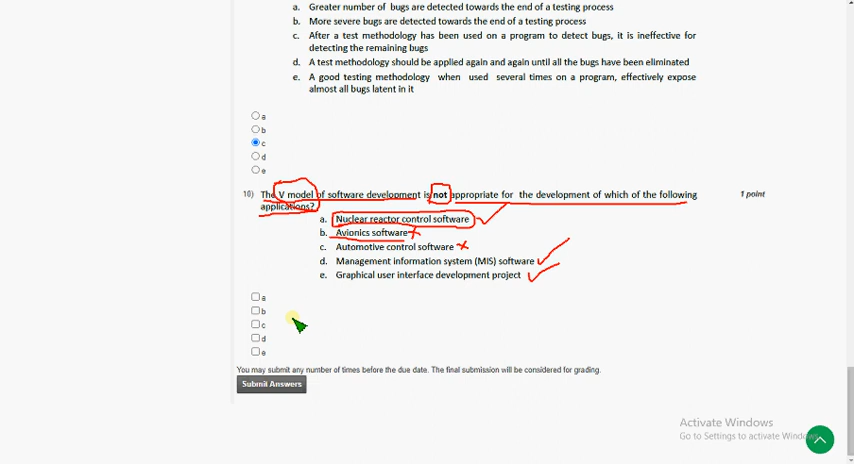 a. Greater number of bugs are detected towards the end of a testing process
b. More severe bugs are detected towards the end of a testing process
c. After a test methodology has been used on a program to detect bugs, it is ineffective for
detecting the remaining bugs
d. A test methodology should be applied again and again until all the bugs have been eliminated
e. A good testing methodology when used several times on a program, effectively expose
almost all bugs latent in it
a
b
c
d
e
10) The V model of software development is not appropriate for the development of which of the following 1 point
applications?
a. Nuclear reactor control software
b. Avionics software
c. Automotive control software
d. Management information system (MIS) software
e. Graphical user interface development project
a
b
c
d
e
You may submit any number of times before the due date. The final submission will be considered for grading.
Submit Answers
Activate Windows
Go to Settings to activate Windows